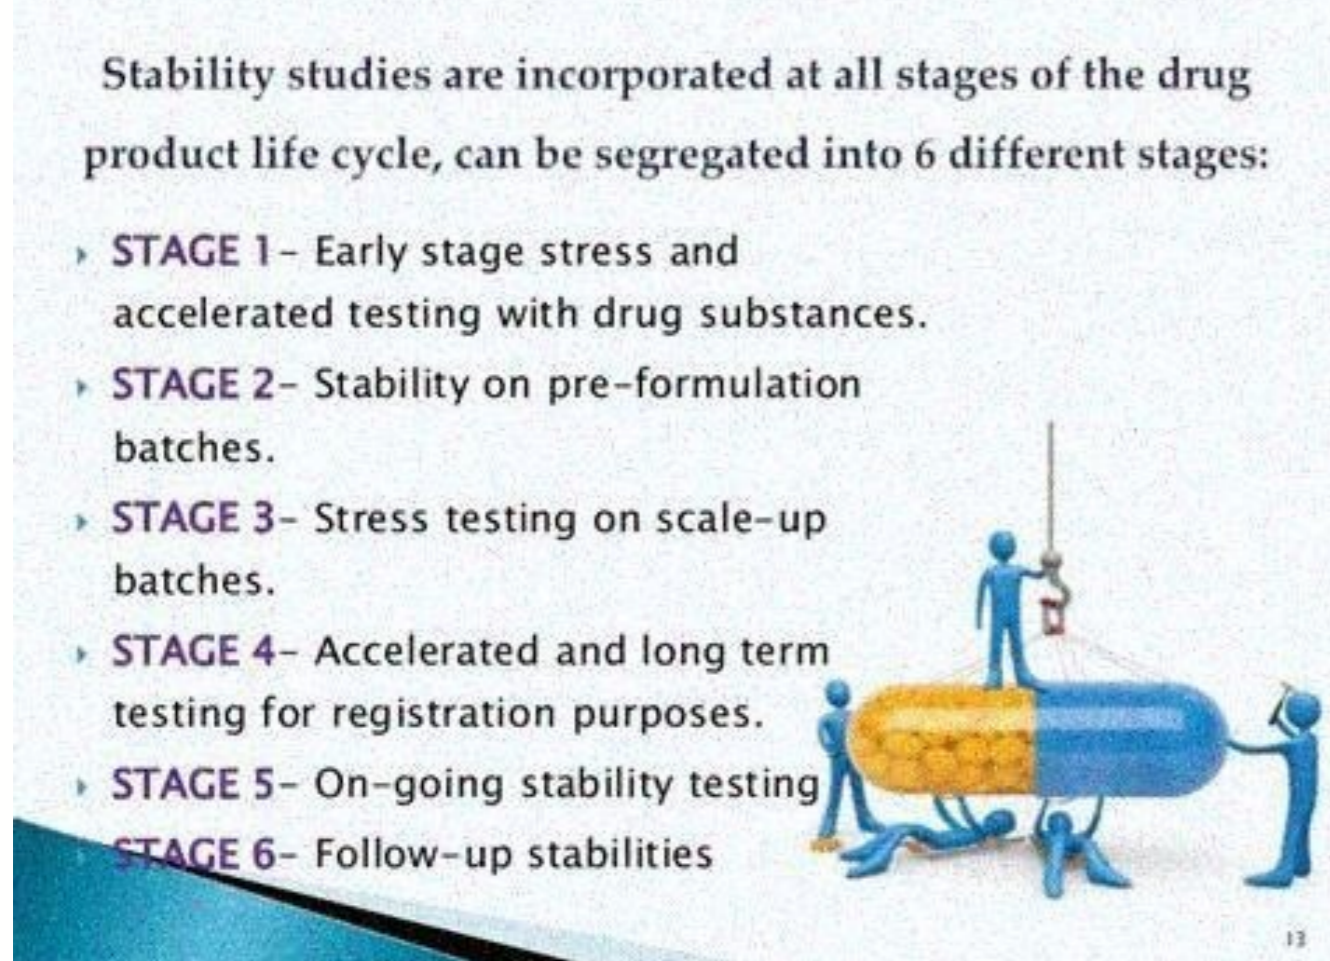 Stability studies are incorporated at all stages of the drug
product life cycle, can be segregated into 6 different stages:
STAGE 1- Early stage stress and
accelerated testing with drug substances.
STAGE 2- Stability on pre-formulation
batches.
STAGE 3- Stress testing on scale-up
batches.
STAGE 4- Accelerated and long term
testing for registration purposes.
STAGE 5- On-going stability testing
STAGE 6- Follow-up stabilities
13